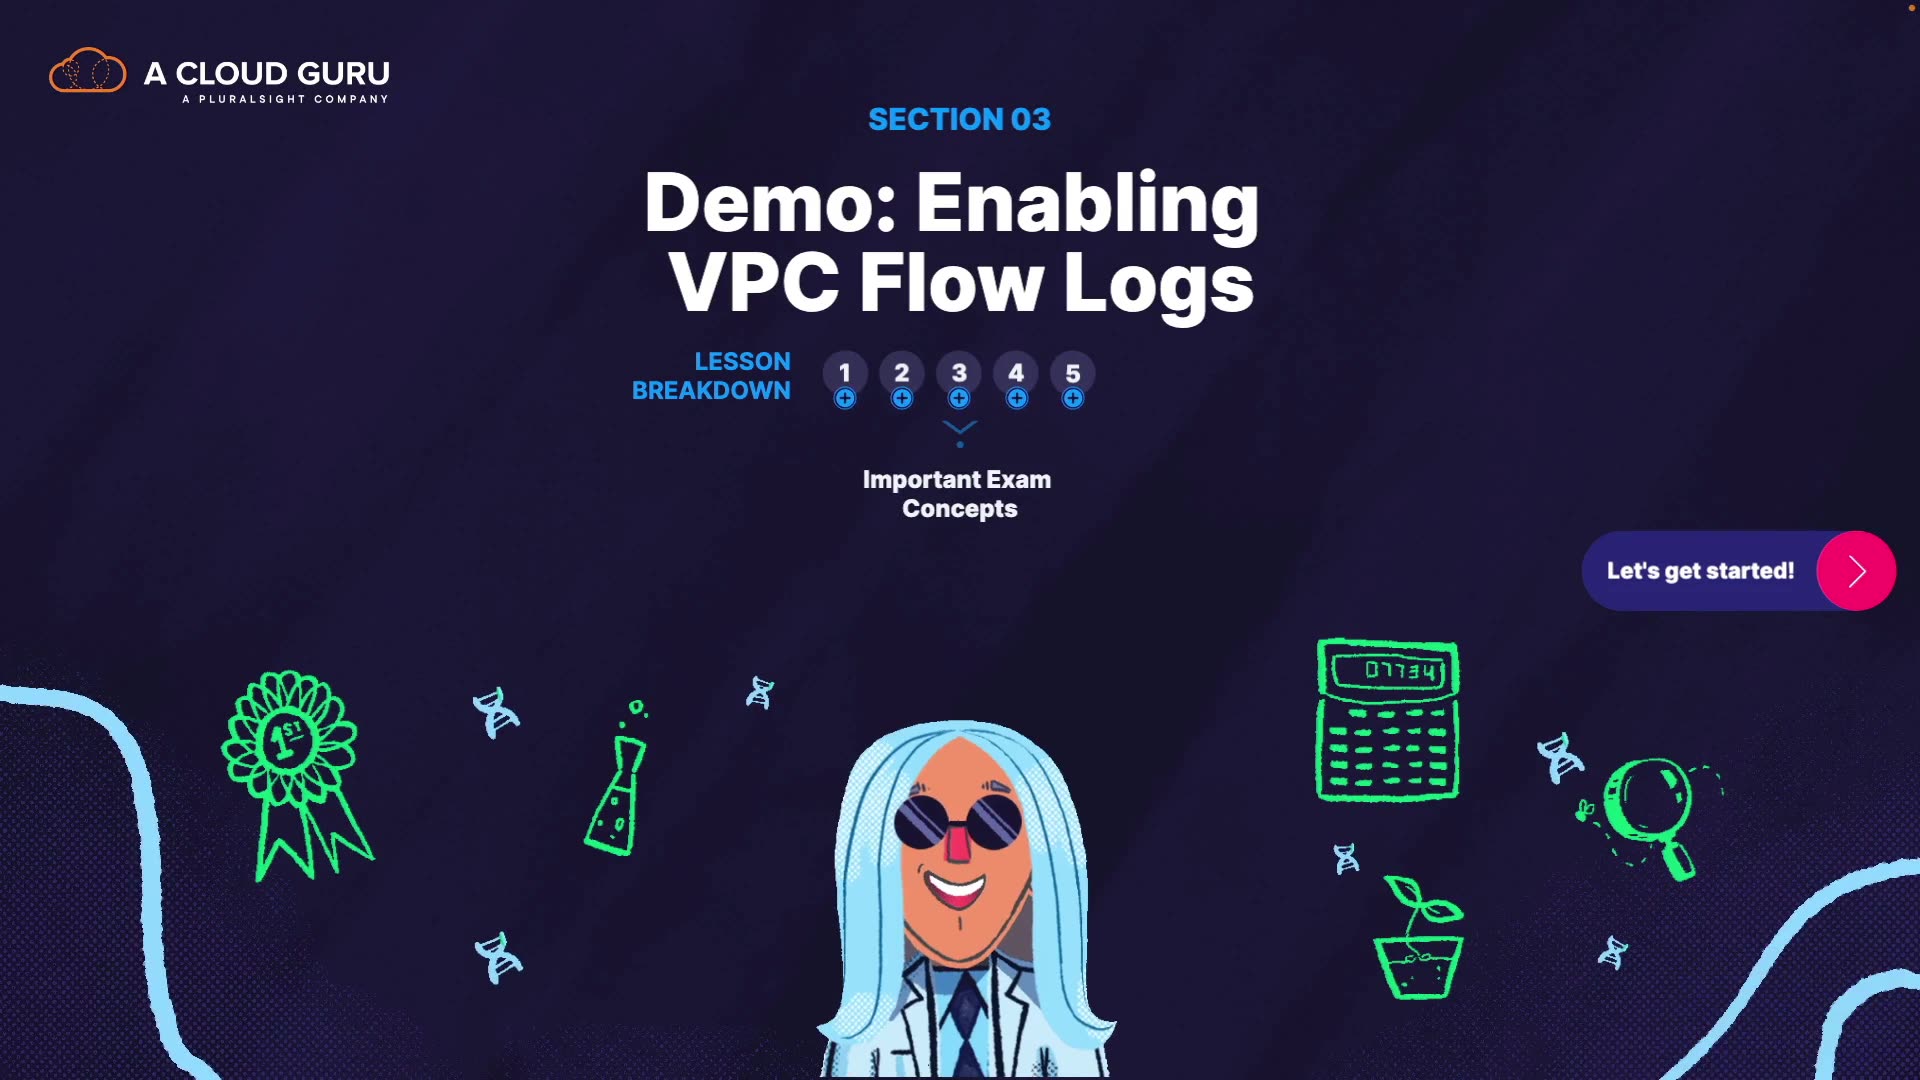 A CLOUD GURU
A PLURALSIGHT COMPANY
SECTION 03
Demo: Enabling
VPC Flow Logs
LESSON
BREAKDOWN
1 2 3 4 5
Important Exam
Concepts
Let's get started!
1ST
07734